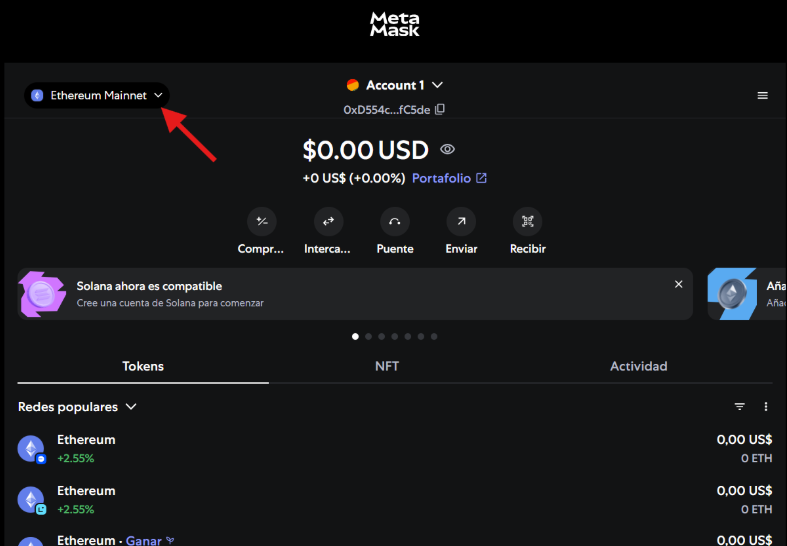 Meta
Mask
Ethereum Mainnet
Account 1
0xD554c...fC5de
$0.00 USD
+0 US$ (+0.00%) Portafolio
Compr... Interca... Puente Enviar Recibir
Solana ahora es compatible
Cree una cuenta de Solana para comenzar
Aña
Añad
Tokens NFT Actividad
Redes populares
Ethereum 0,00 US$
+2.55% 0 ETH
Ethereum 0,00 US$
+2.55% 0 ETH
Ethereum · Ganar 0,00 US$